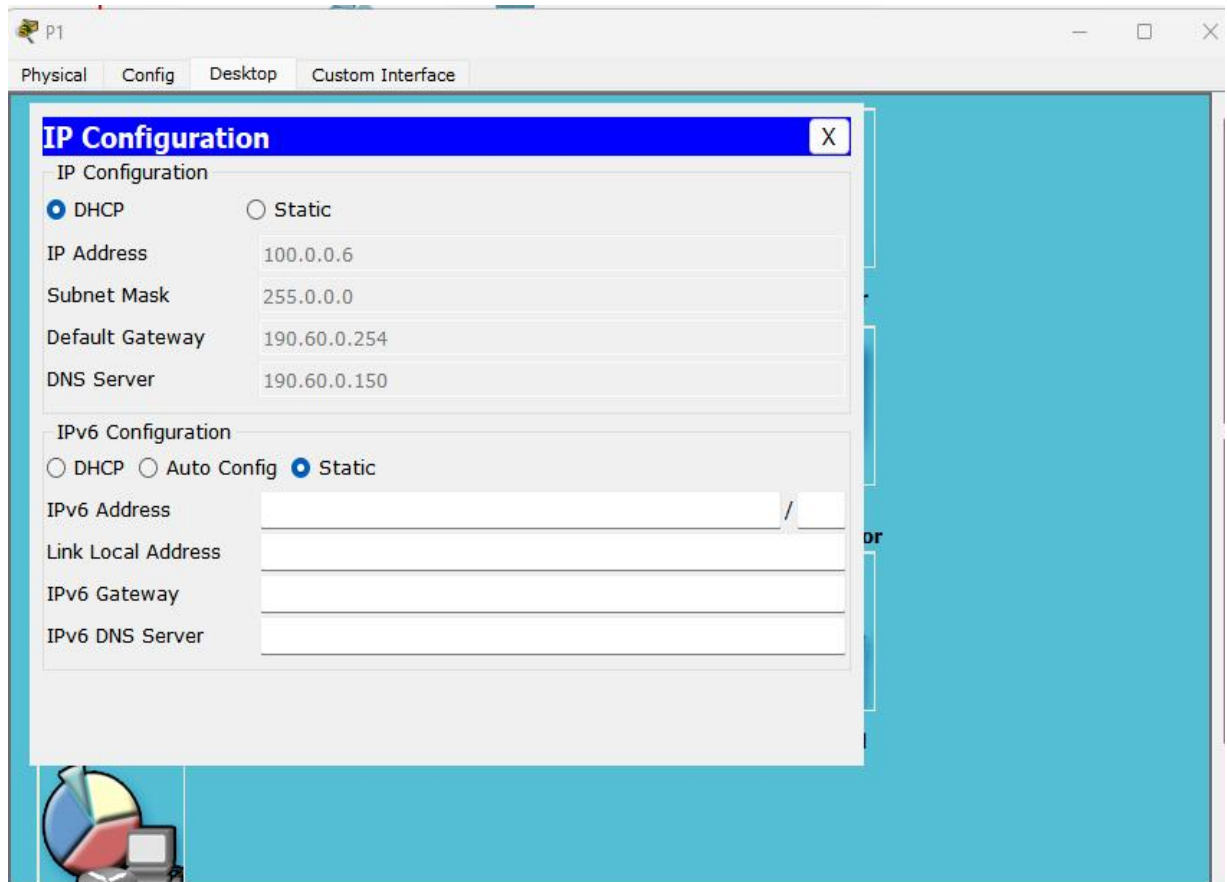 P1
Physical Config Desktop Custom Interface
IP Configuration X
IP Configuration
DHCP Static
IP Address 100.0.0.6
Subnet Mask 255.0.0.0
Default Gateway 190.60.0.254
DNS Server 190.60.0.150
IPv6 Configuration
DHCP Auto Config Static
IPv6 Address /
or
Link Local Address
IPv6 Gateway
IPv6 DNS Server